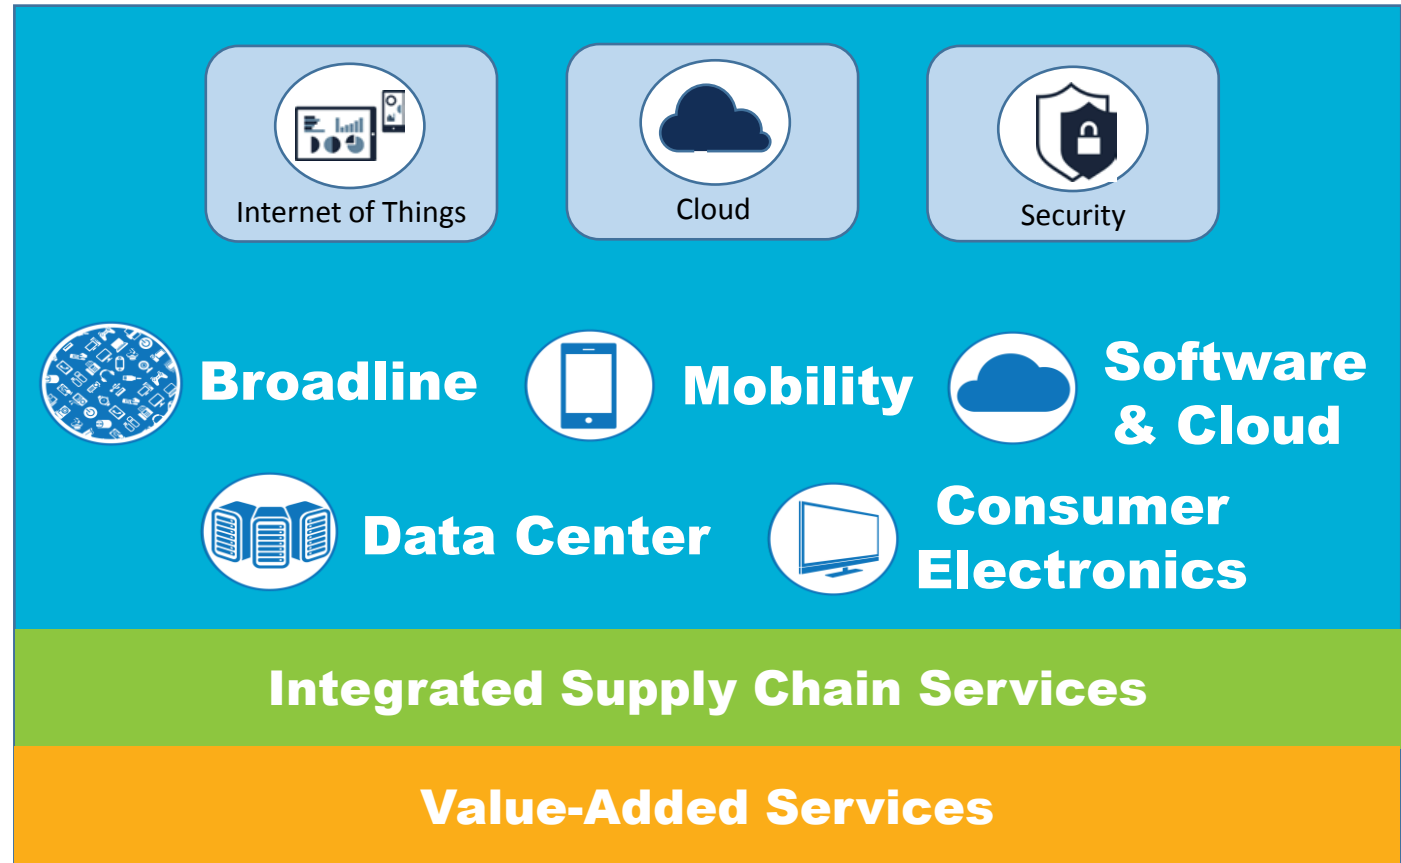 Internet of Things
Cloud
Security
Broadline
Mobility
Software
& Cloud
Data Center
Consumer
Electronics
Integrated Supply Chain Services
Value-Added Services